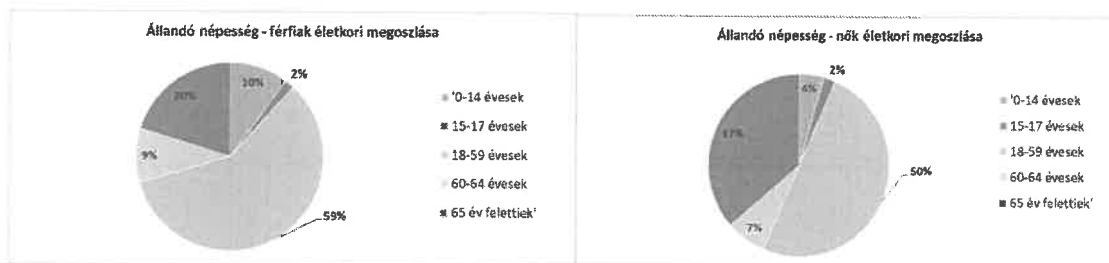 Állandó népesség - férfiak életkori megoszlása
10%
2%
20%
9%
59%
'0-14 évesek
15-17 évesek
18-59 évesek
60-64 évesek
65 év felettiek'
Állandó népesség - nők életkori megoszlása
4%
2%
37%
50%
7%
'0-14 évesek
15-17 évesek
18-59 évesek
60-64 évesek
65 év felettiek'